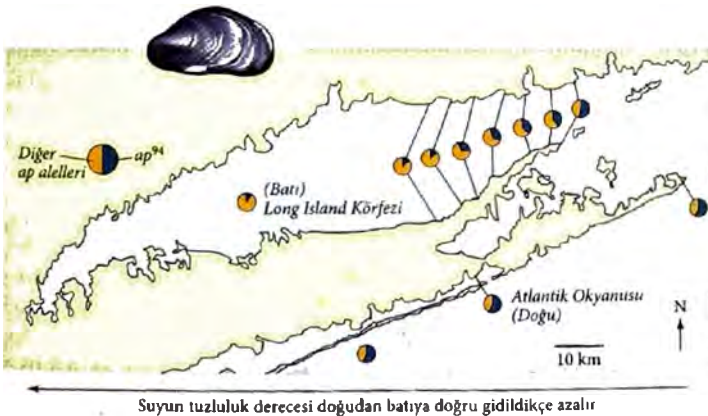 Diğer
ap alelleri
ap⁹⁴
(Batı)
Long Island Körfezi
Atlantik Okyanusu
(Doğu)
N
10 km
Suyun tuzluluk derecesi doğudan batıya doğru gidildikçe azalır